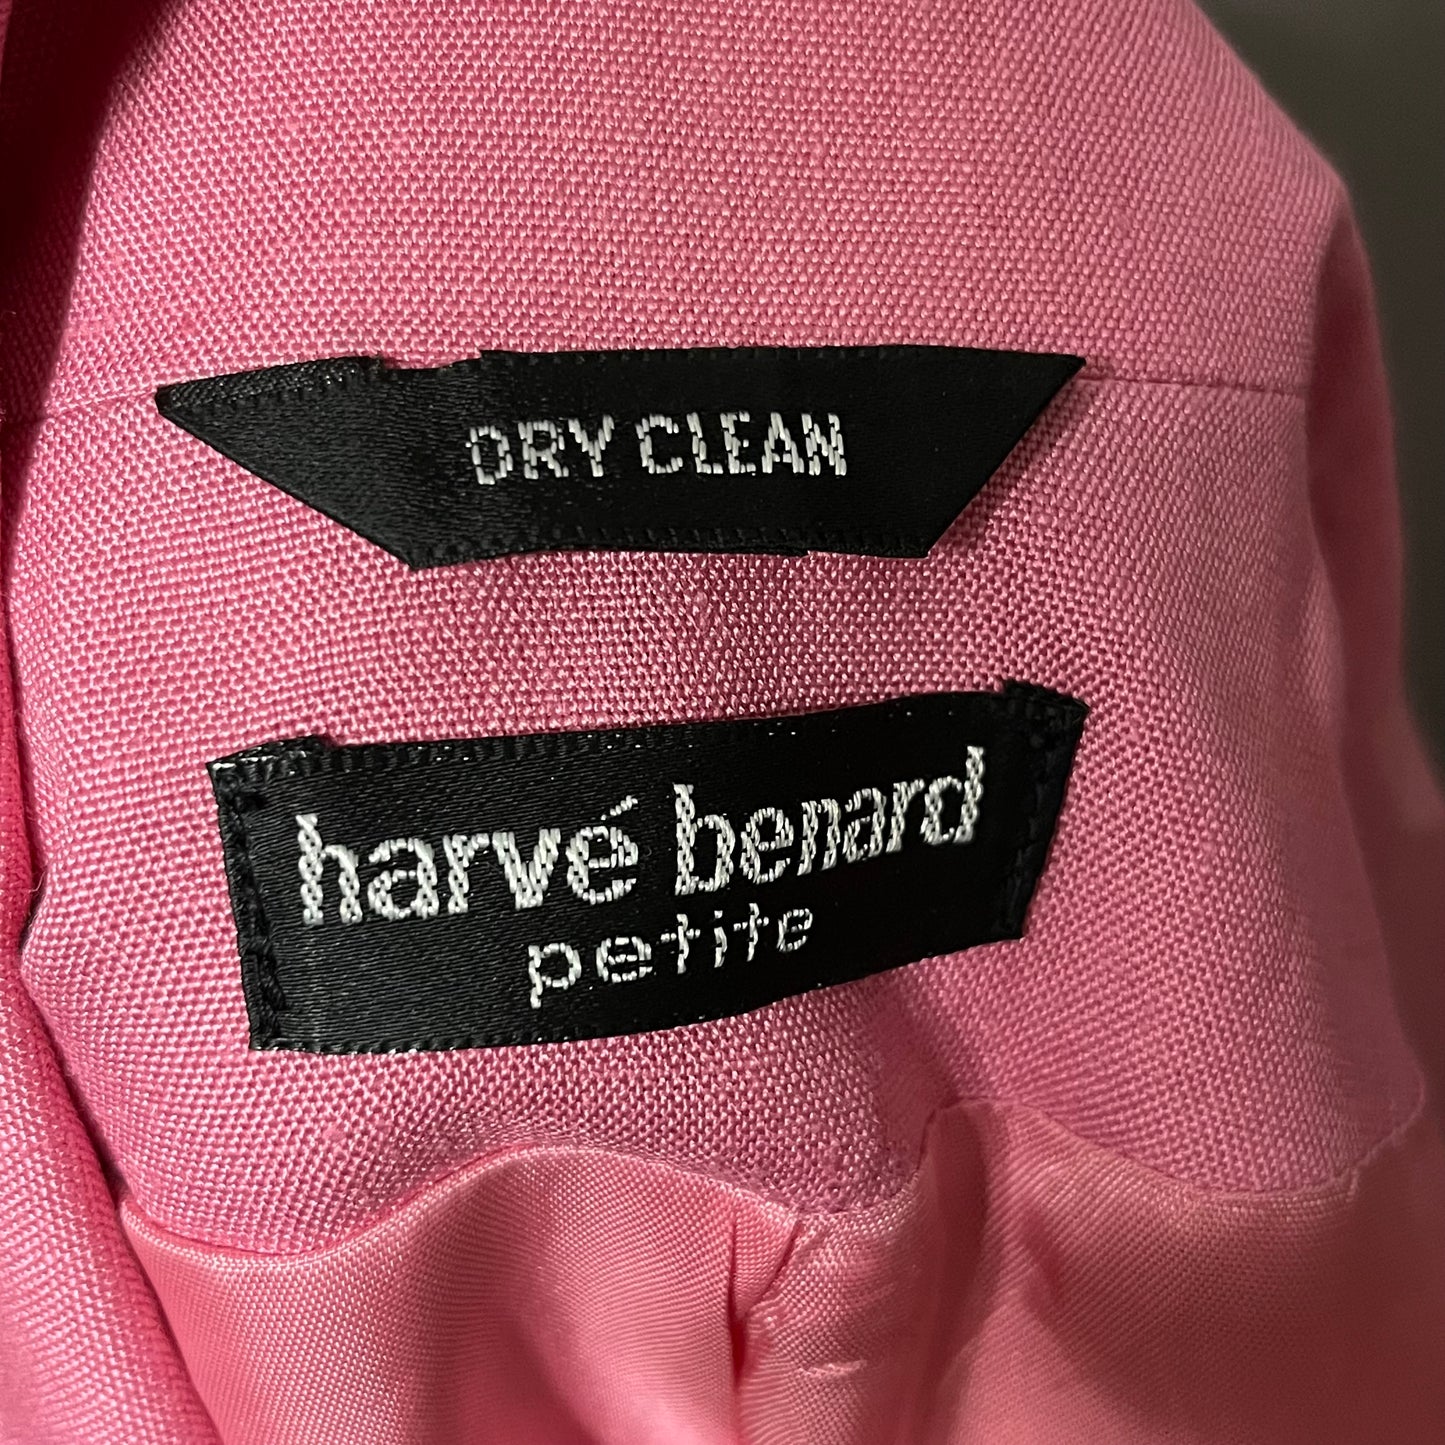 DRY CLEAN
harvé benard
petite